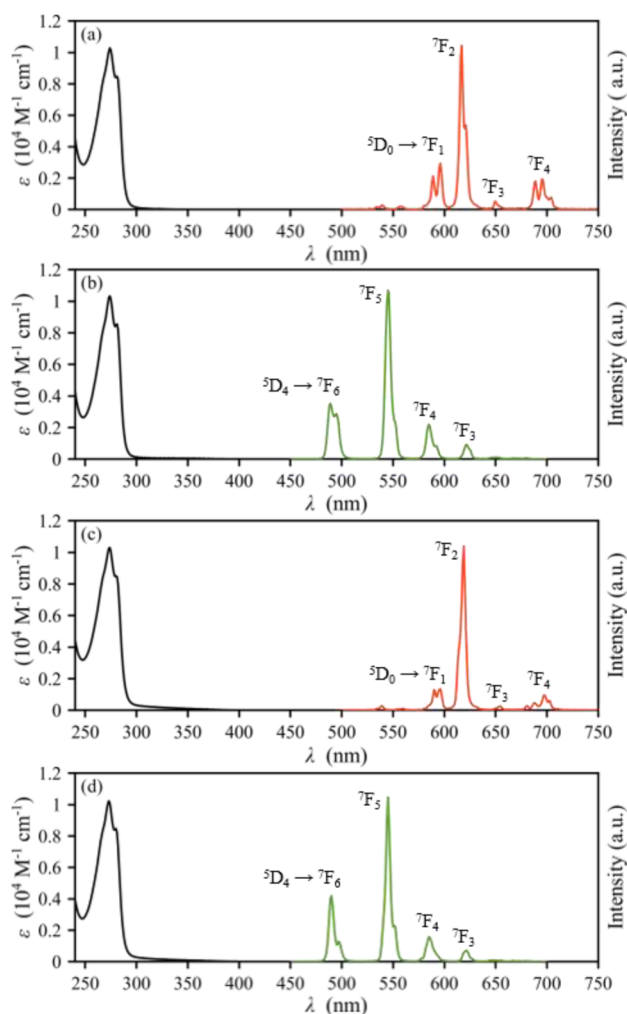 (a)
1.2
1
0.8
0.6
0.4
0.2
0
ε (10⁴ M⁻¹ cm⁻¹)
⁵D₀ → ⁷F₁
⁷F₂
⁷F₃
⁷F₄
Intensity ( a.u.)
250 300 350 400 450 500 550 600 650 700 750
λ (nm)
(b)
1.2
1
0.8
0.6
0.4
0.2
0
ε (10⁴ M⁻¹ cm⁻¹)
⁵D₄ → ⁷F₆
⁷F₅
⁷F₄
⁷F₃
Intensity (a.u.)
250 300 350 400 450 500 550 600 650 700 750
λ (nm)
(c)
1.2
1
0.8
0.6
0.4
0.2
0
ε (10⁴ M⁻¹ cm⁻¹)
⁵D₀ → ⁷F₁
⁷F₂
⁷F₃
⁷F₄
Intensity (a.u.)
250 300 350 400 450 500 550 600 650 700 750
λ (nm)
(d)
1.2
1
0.8
0.6
0.4
0.2
0
ε (10⁴ M⁻¹ cm⁻¹)
⁵D₄ → ⁷F₆
⁷F₅
⁷F₄
⁷F₃
Intensity (a.u.)
250 300 350 400 450 500 550 600 650 700 750
λ (nm)